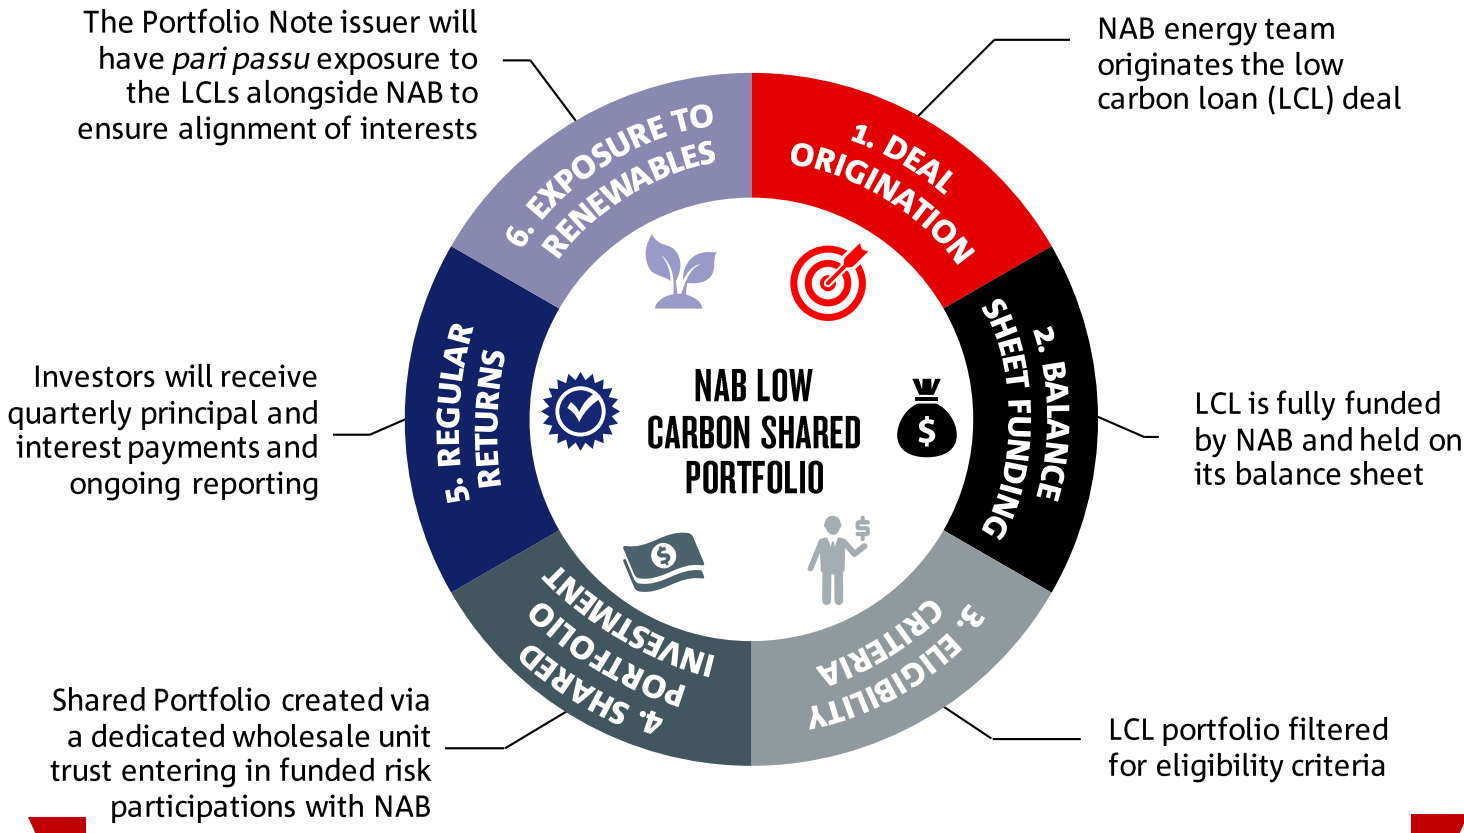 The Portfolio Note issuer will
have pari passu exposure to
the LCLs alongside NAB to
ensure alignment of interests
NAB energy team
originates the low
carbon loan (LCL) deal
6. EXPOSURE TO
RENEWABLES
1. DEAL
ORIGINATION
2. BALANCE
SHEET FUNDING
5. REGULAR
RETURNS
NAB LOW
CARBON SHARED
PORTFOLIO
$
Investors will receive
quarterly principal and
interest payments and
ongoing reporting
LCL is fully funded
by NAB and held on
its balance sheet
$
$
4. SHARED
PORTFOLIO
INVESTMENT
3. ELIGIBILITY
CRITERIA
Shared Portfolio created via
a dedicated wholesale unit
trust entering in funded risk
participations with NAB
LCL portfolio filtered
for eligibility criteria